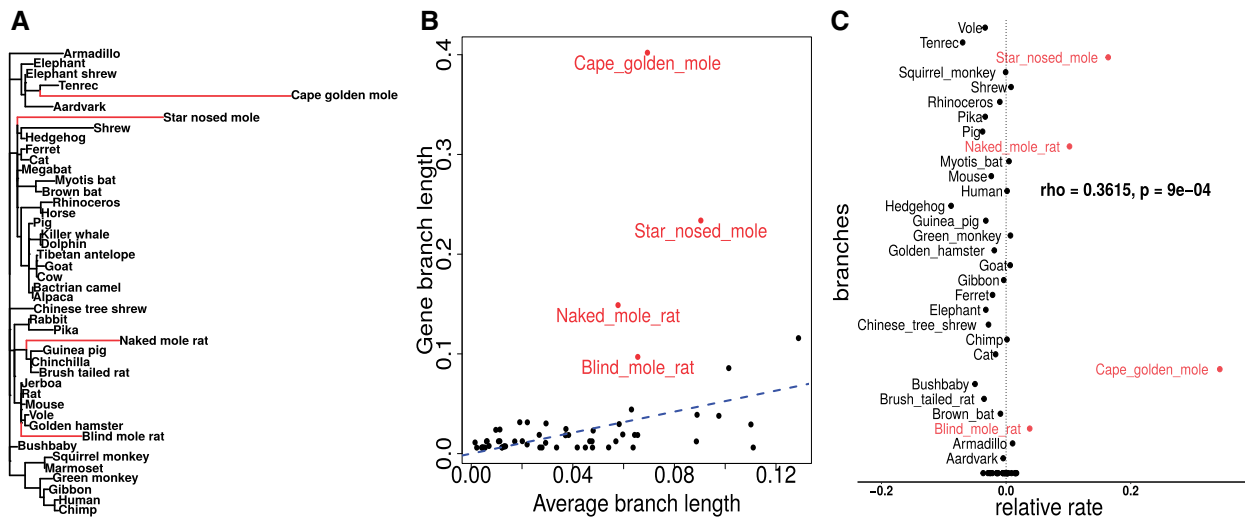 A
Armadillo
Elephant
Elephant shrew
Tenrec
Cape golden mole
Aardvark
Star nosed mole
Shrew
Hedgehog
Ferret
Cat
Megabat
Myotis bat
Brown bat
Rhinoceros
Horse
Pig
Killer whale
Dolphin
Tibetan antelope
Goat
Cow
Bactrian camel
Alpaca
Chinese tree shrew
Rabbit
Pika
Naked mole rat
Guinea pig
Chinchilla
Brush tailed rat
Jerboa
Rat
Mouse
Vole
Golden hamster
Blind mole rat
Bushbaby
Squirrel monkey
Marmoset
Green monkey
Gibbon
Human
Chimp
B
Gene branch length
0.4
0.3
0.2
0.1
0.0
Cape_golden_mole
Star_nosed_mole
Naked_mole_rat
Blind_mole_rat
0.00 0.04 0.08 0.12
Average branch length
C
branches
Vole
Tenrec
Star_nosed_mole
Squirrel_monkey
Shrew
Rhinoceros
Pika
Pig
Naked_mole_rat
Myotis_bat
Mouse
Human
rho = 0.3615, p = 9e−04
Hedgehog
Guinea_pig
Green_monkey
Golden_hamster
Goat
Gibbon
Ferret
Elephant
Chinese_tree_shrew
Chimp
Cat
Cape_golden_mole
Bushbaby
Brush_tailed_rat
Brown_bat
Blind_mole_rat
Armadillo
Aardvark
−0.2 0.0 0.2
relative rate